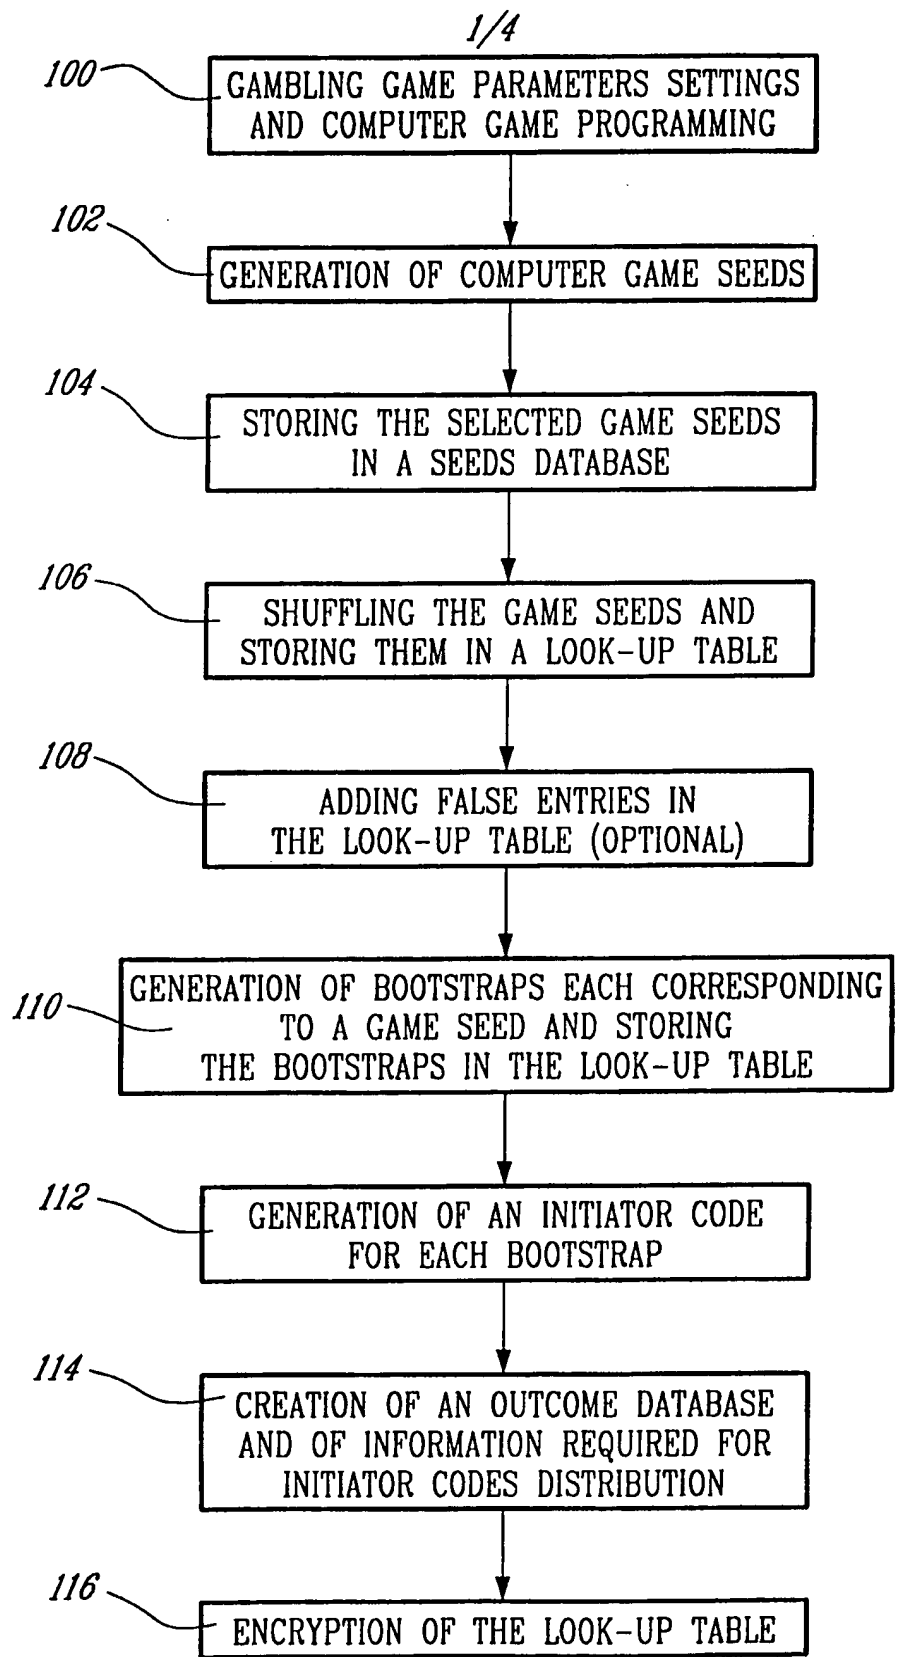 1/4
100
GAMBLING GAME PARAMETERS SETTINGS
AND COMPUTER GAME PROGRAMMING
102
GENERATION OF COMPUTER GAME SEEDS
104
STORING THE SELECTED GAME SEEDS
IN A SEEDS DATABASE
106
SHUFFLING THE GAME SEEDS AND
STORING THEM IN A LOOK-UP TABLE
108
ADDING FALSE ENTRIES IN
THE LOOK-UP TABLE (OPTIONAL)
110
GENERATION OF BOOTSTRAPS EACH CORRESPONDING
TO A GAME SEED AND STORING
THE BOOTSTRAPS IN THE LOOK-UP TABLE
112
GENERATION OF AN INITIATOR CODE
FOR EACH BOOTSTRAP
114
CREATION OF AN OUTCOME DATABASE
AND OF INFORMATION REQUIRED FOR
INITIATOR CODES DISTRIBUTION
116
ENCRYPTION OF THE LOOK-UP TABLE